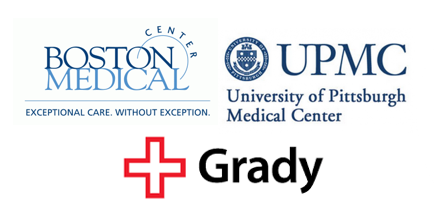 BOSTON
MEDICAL
CENTER
EXCEPTIONAL CARE. WITHOUT EXCEPTION.
UPMC
University of Pittsburgh
Medical Center
Grady